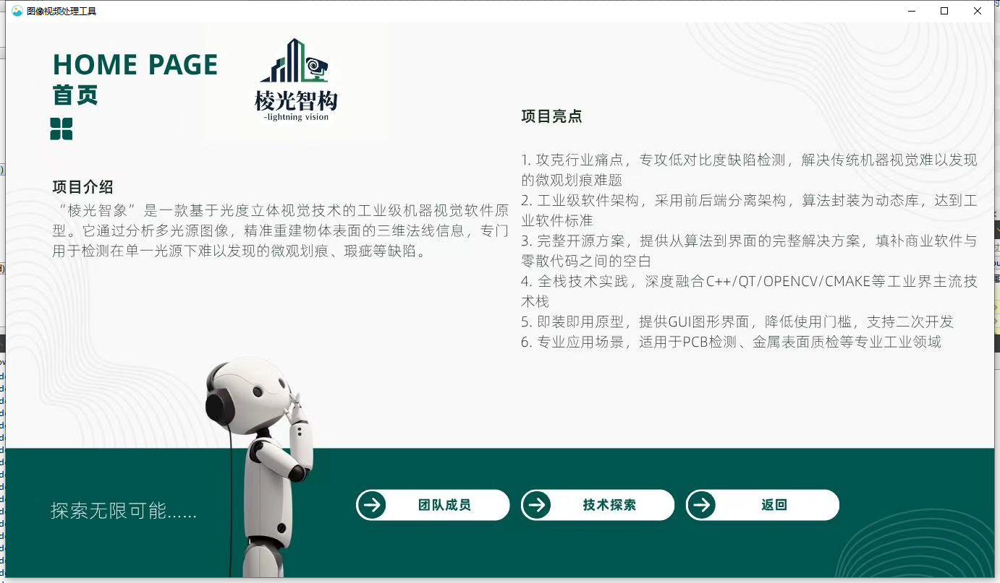 图像视频处理工具
HOME PAGE
首页
棱光智构
-lightning vision
项目介绍
“棱光智象”是一款基于光度立体视觉技术的工业级机器视觉软件原
型。它通过分析多光源图像，精准重建物体表面的三维法线信息，专门
用于检测在单一光源下难以发现的微观划痕、瑕疵等缺陷。
项目亮点
1. 攻克行业痛点，专攻低对比度缺陷检测，解决传统机器视觉难以发现
的微观划痕难题
2. 工业级软件架构，采用前后端分离架构，算法封装为动态库，达到工
业软件标准
3. 完整开源方案，提供从算法到界面的完整解决方案，填补商业软件与
零散代码之间的空白
4. 全栈技术实践，深度融合C++/QT/OPENCV/CMAKE等工业界主流技
术栈
5. 即装即用原型，提供GUI图形界面，降低使用门槛，支持二次开发
6. 专业应用场景，适用于PCB检测、金属表面质检等专业工业领域
探索无限可能......
团队成员
技术探索
返回